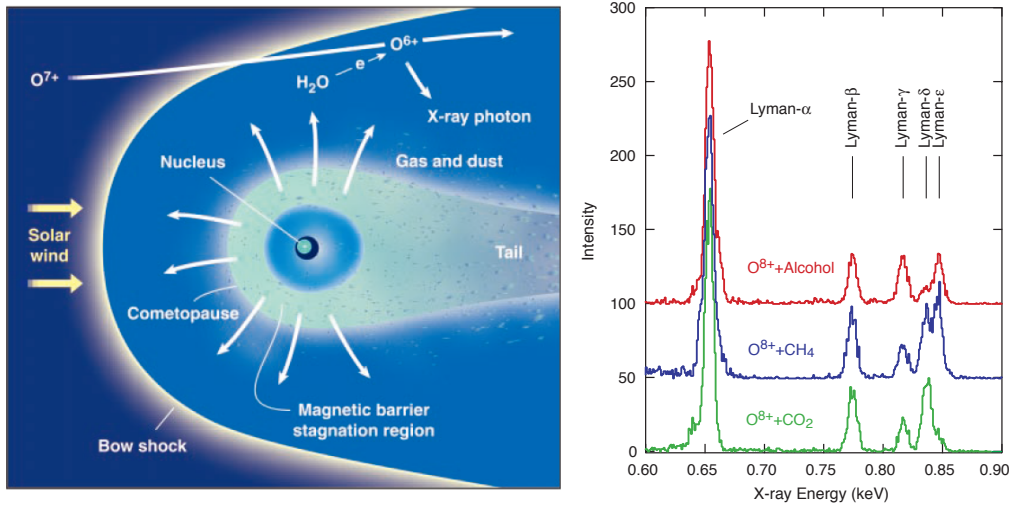 O⁷⁺
O⁶⁺
e
H₂O
X-ray photon
Nucleus
Gas and dust
Solar
wind
Tail
Cometopause
Magnetic barrier
stagnation region
Bow shock
300
250
200
150
100
50
0
Intensity
Lyman-α
Lyman-β
Lyman-γ
Lyman-δ
Lyman-ε
O⁸⁺+Alcohol
O⁸⁺+CH₄
O⁸⁺+CO₂
0.60
0.65
0.70
0.75
0.80
0.85
0.90
X-ray Energy (keV)